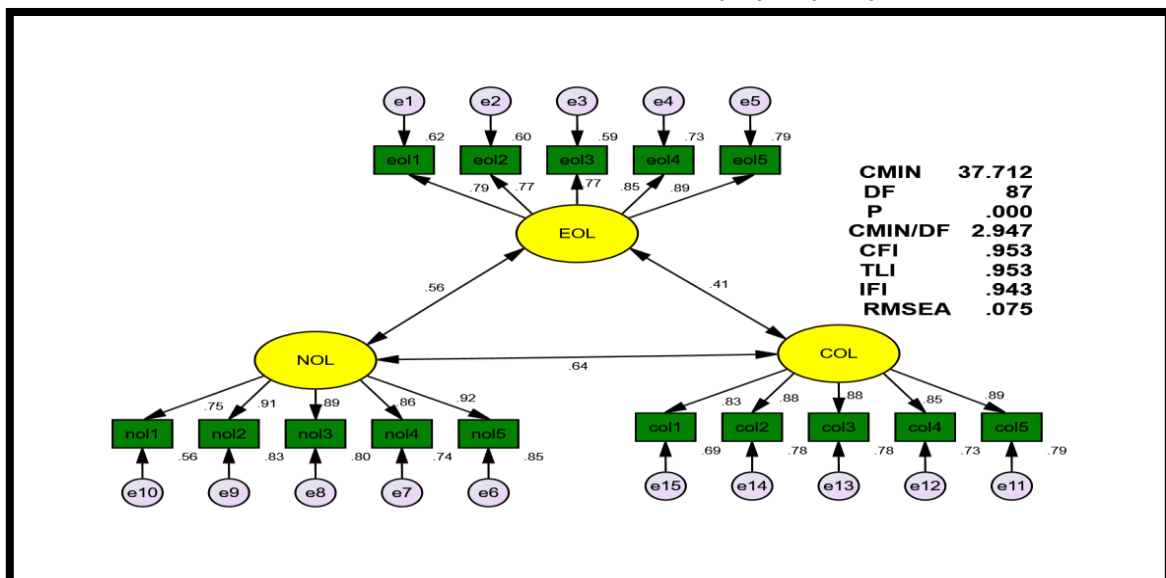 e1 e2 e3 e4 e5
.62 .60 .59 .73 .79
eol1 eol2 eol3 eol4 eol5
.79 .77 .77 .85 .89
EOL
CMIN 37.712
DF 87
P .000
CMIN/DF 2.947
CFI .953
TLI .953
IFI .943
RMSEA .075
.56 .41
NOL COL
.64
.75 .91 .89 .86 .92
.83 .88 .88 .85 .89
nol1 nol2 nol3 nol4 nol5
col1 col2 col3 col4 col5
.56 .83 .80 .74 .85
.69 .78 .78 .73 .79
e10 e9 e8 e7 e6
e15 e14 e13 e12 e11